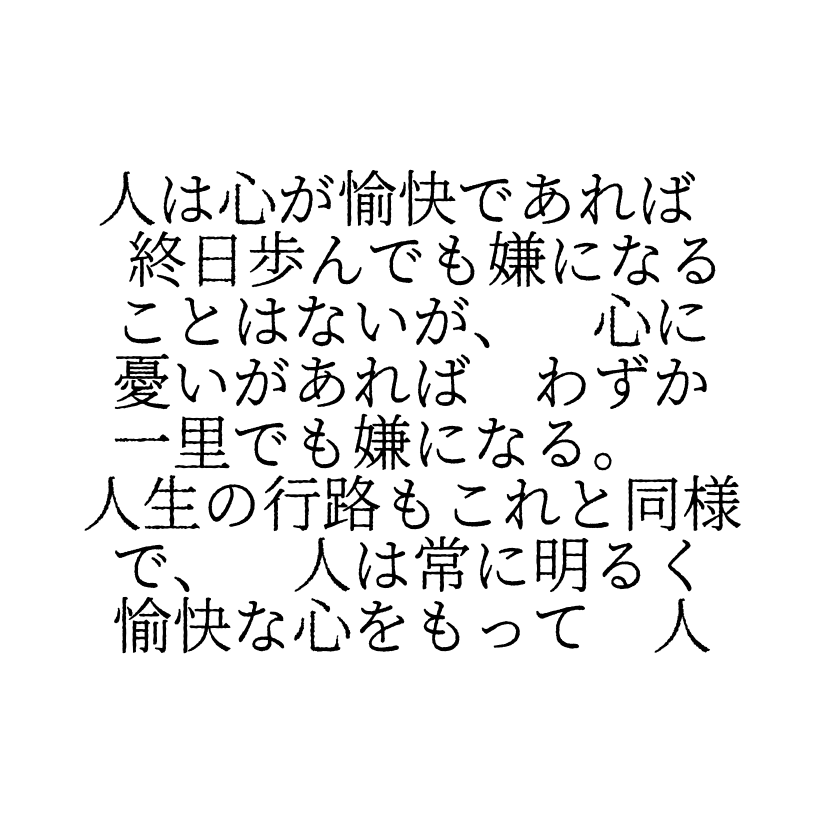 人は心が愉快であれば
終日歩んでも嫌になる
ことはないが、　心に
憂いがあれば　わずか
一里でも嫌になる。
人生の行路もこれと同様
で、　　人は常に明るく
愉快な心をもって　人